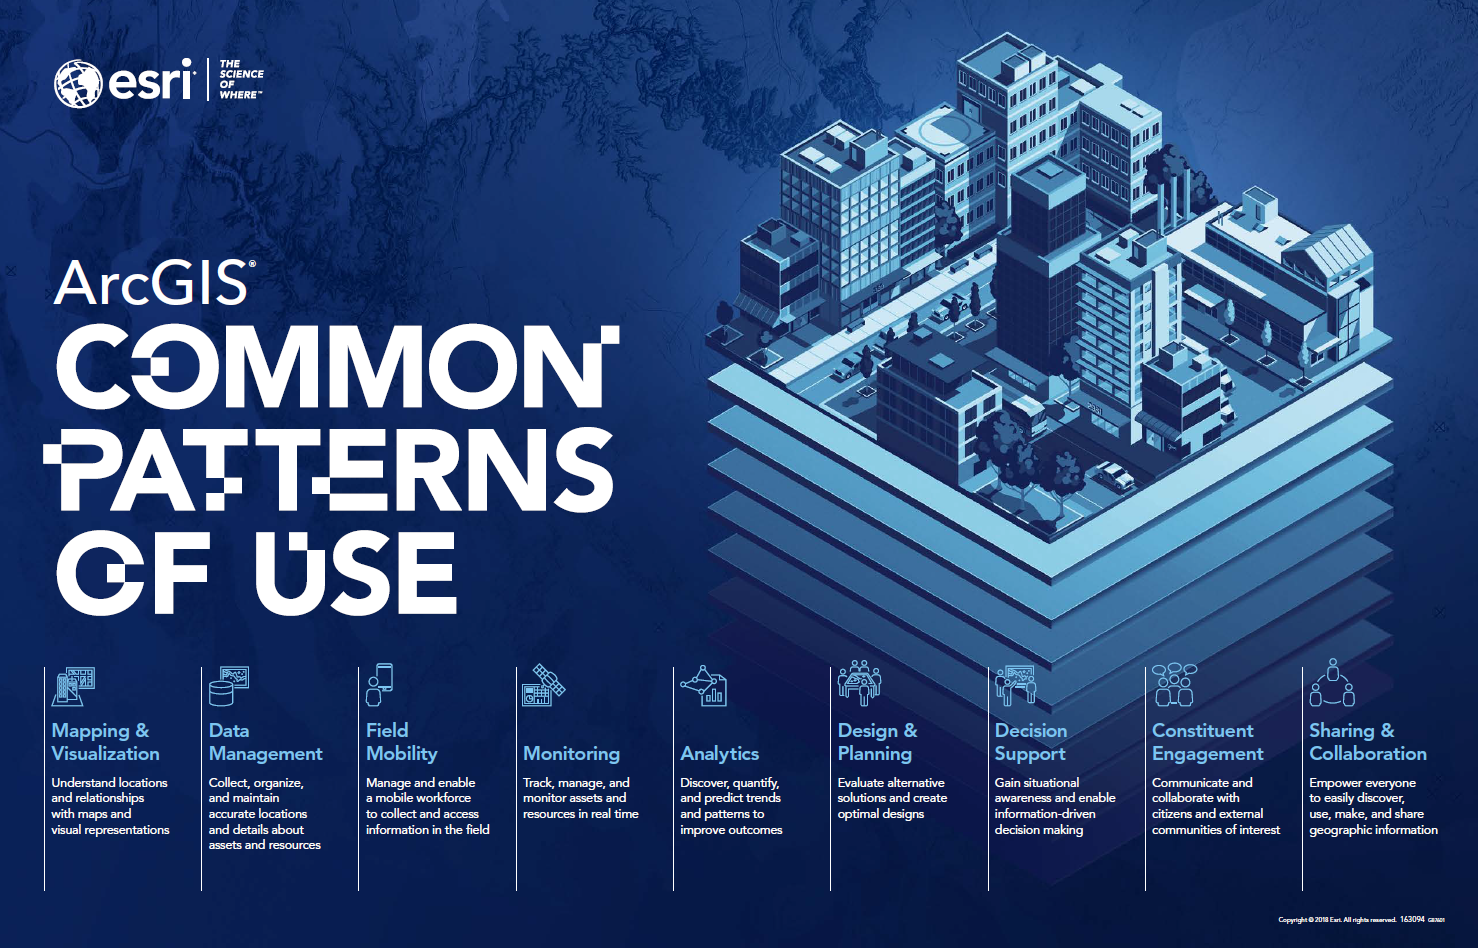 esri
THE
SCIENCE
OF
WHERE™
ArcGIS®
COMMON
PATTERNS
OF USE
Mapping &
Visualization
Understand locations
and relationships
with maps and
visual representations
Data
Management
Collect, organize,
and maintain
accurate locations
and details about
assets and resources
Field
Mobility
Manage and enable
a mobile workforce
to collect and access
information in the field
Monitoring
Track, manage, and
monitor assets and
resources in real time
Analytics
Discover, quantify,
and predict trends
and patterns to
improve outcomes
Design &
Planning
Evaluate alternative
solutions and create
optimal designs
Decision
Support
Gain situational
awareness and enable
information-driven
decision making
Constituent
Engagement
Communicate and
collaborate with
citizens and external
communities of interest
Sharing &
Collaboration
Empower everyone
to easily discover,
use, make, and share
geographic information
Copyright © 2018 Esri. All rights reserved. 163094